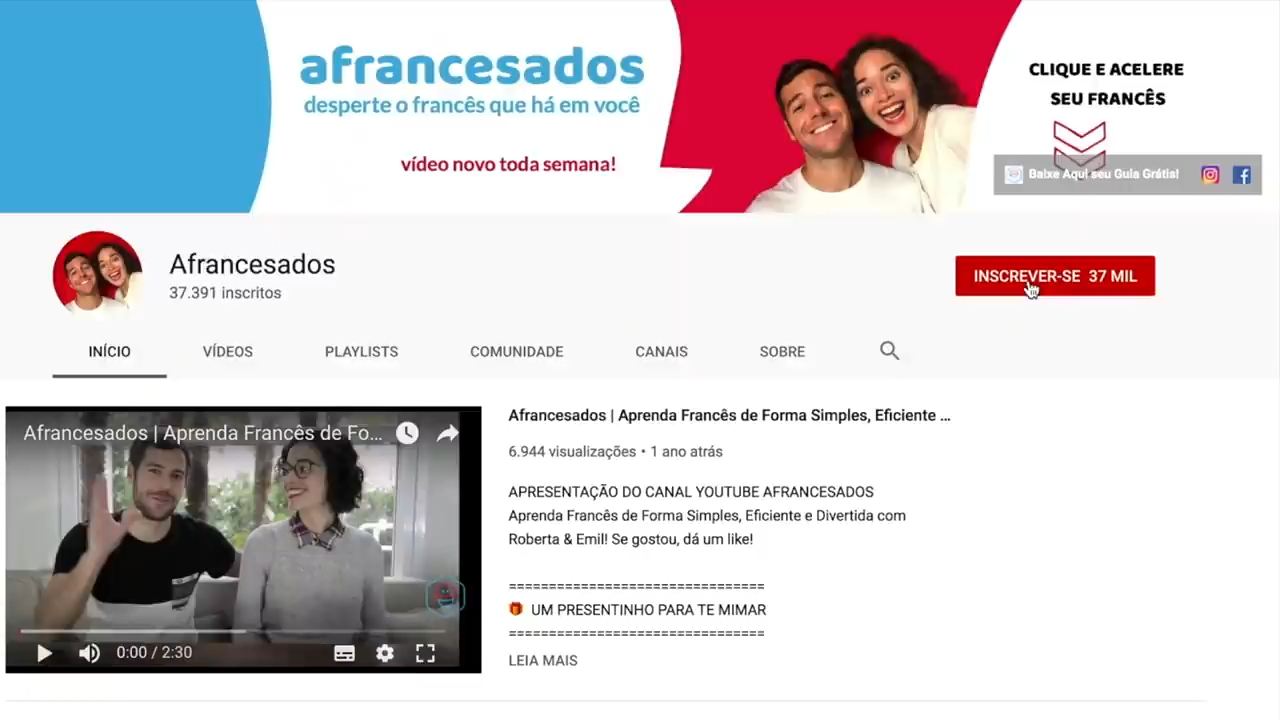 afrancesados
desperte o francês que há em você
vídeo novo toda semana!
CLIQUE E ACELERE
SEU FRANCÊS
Baixe Aqui seu Guia Grátis!
Afrancesados
37.391 inscritos
INSCREVER-SE 37 MIL
INÍCIO VÍDEOS PLAYLISTS COMUNIDADE CANAIS SOBRE
Afrancesados | Aprenda Francês de Fo...
0:00 / 2:30
Afrancesados | Aprenda Francês de Forma Simples, Eficiente ...
6.944 visualizações • 1 ano atrás
APRESENTAÇÃO DO CANAL YOUTUBE AFRANCESADOS
Aprenda Francês de Forma Simples, Eficiente e Divertida com
Roberta & Emil! Se gostou, dá um like!
================================
🎁 UM PRESENTINHO PARA TE MIMAR
================================
LEIA MAIS